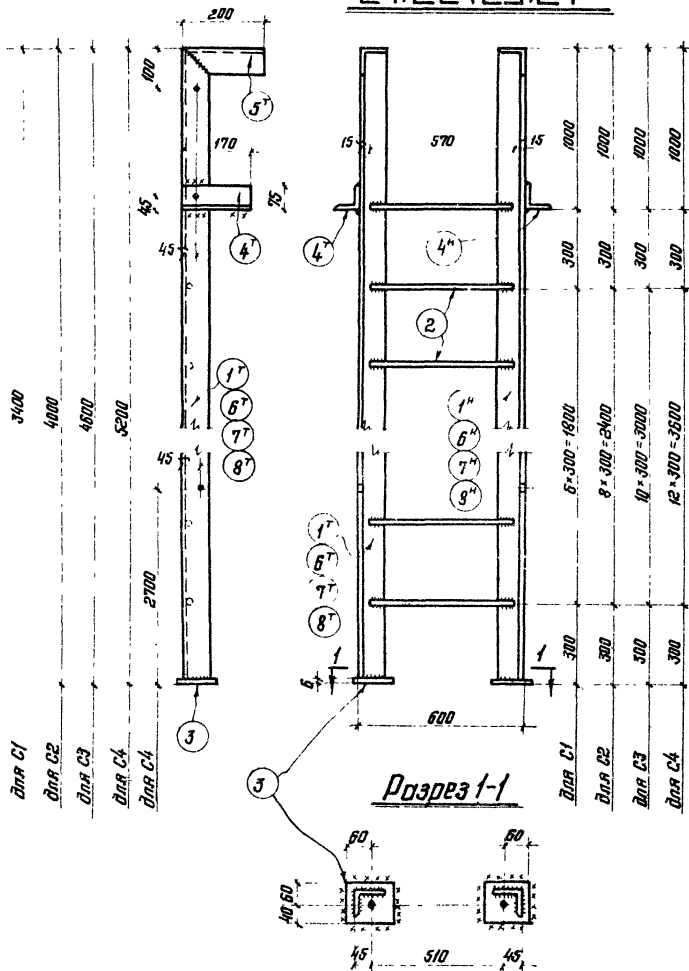 200
100
5т
170
45
75
4т
45
1т
6т
7т
8т
45
2700
3
3400
4000
4600
5200
для С1
для С2
для С3
для С4
для С4
15
570
15
4т
4н
2
1н
6н
7н
9н
1т
6т
7т
8т
1
1
6
600
3
1000
1000
1000
1000
300
300
300
300
6×300=1800
8×300=2400
10×300=3000
12×300=3600
300
300
300
300
для С1
для С2
для С3
для С4
Разрез 1-1
60
60
60
40
45
510
45